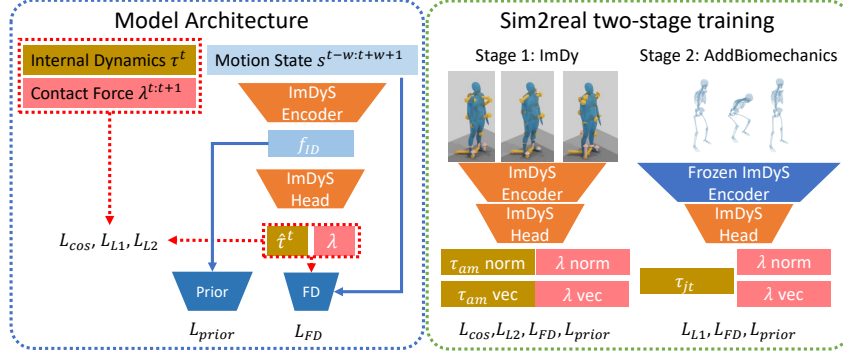 Model Architecture
Internal Dynamics τ^t
Contact Force λ^{t:t+1}
Motion State s^{t−w:t+w+1}
ImDyS
Encoder
f_{ID}
ImDyS
Head
L_{cos}, L_{L1}, L_{L2}
τ̂^t
λ
Prior
FD
L_{prior}
L_{FD}
Sim2real two-stage training
Stage 1: ImDy
Stage 2: AddBiomechanics
ImDyS
Encoder
ImDyS
Head
τ_{am} norm
λ norm
τ_{am} vec
λ vec
L_{cos},L_{L2}, L_{FD}, L_{prior}
Frozen ImDyS
Encoder
ImDyS
Head
τ_{jt}
λ norm
λ vec
L_{L1}, L_{FD}, L_{prior}